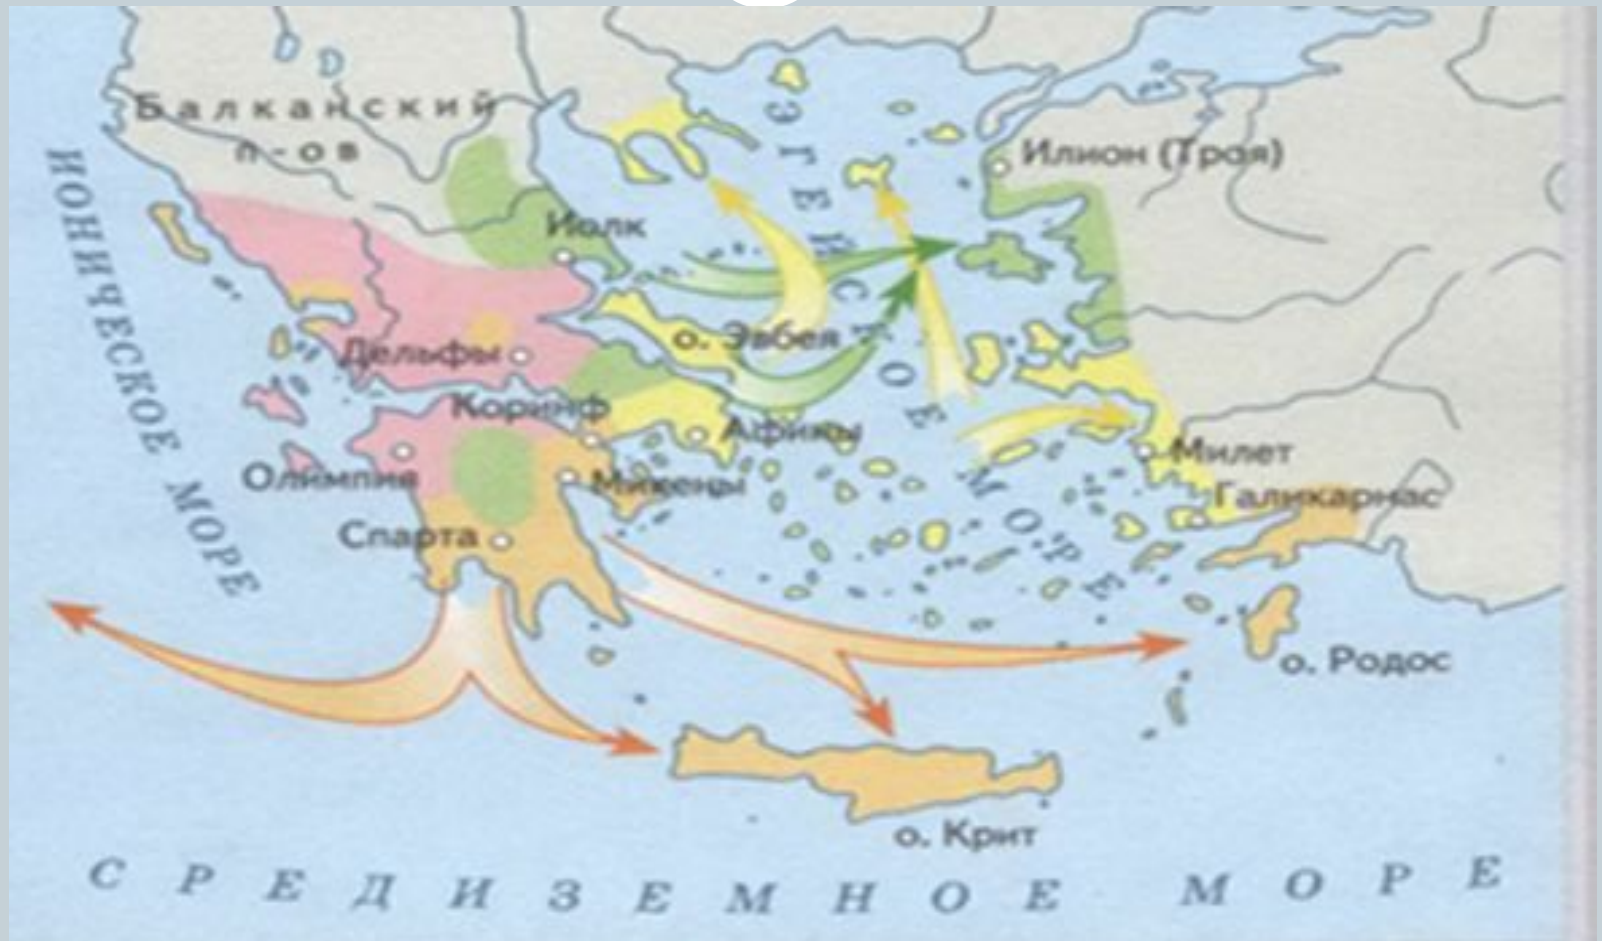 Балканский
п-ов
ИОНИЧЕСКОЕ МОРЕ
ЭГЕЙСКОЕ МОРЕ
Илион (Троя)
Иолк
о. Эвбея
Дельфы
Коринф
Афины
Олимпия
Микены
Милет
Галикарнас
Спарта
о. Родос
о. Крит
СРЕДИЗЕМНОЕ МОРЕ